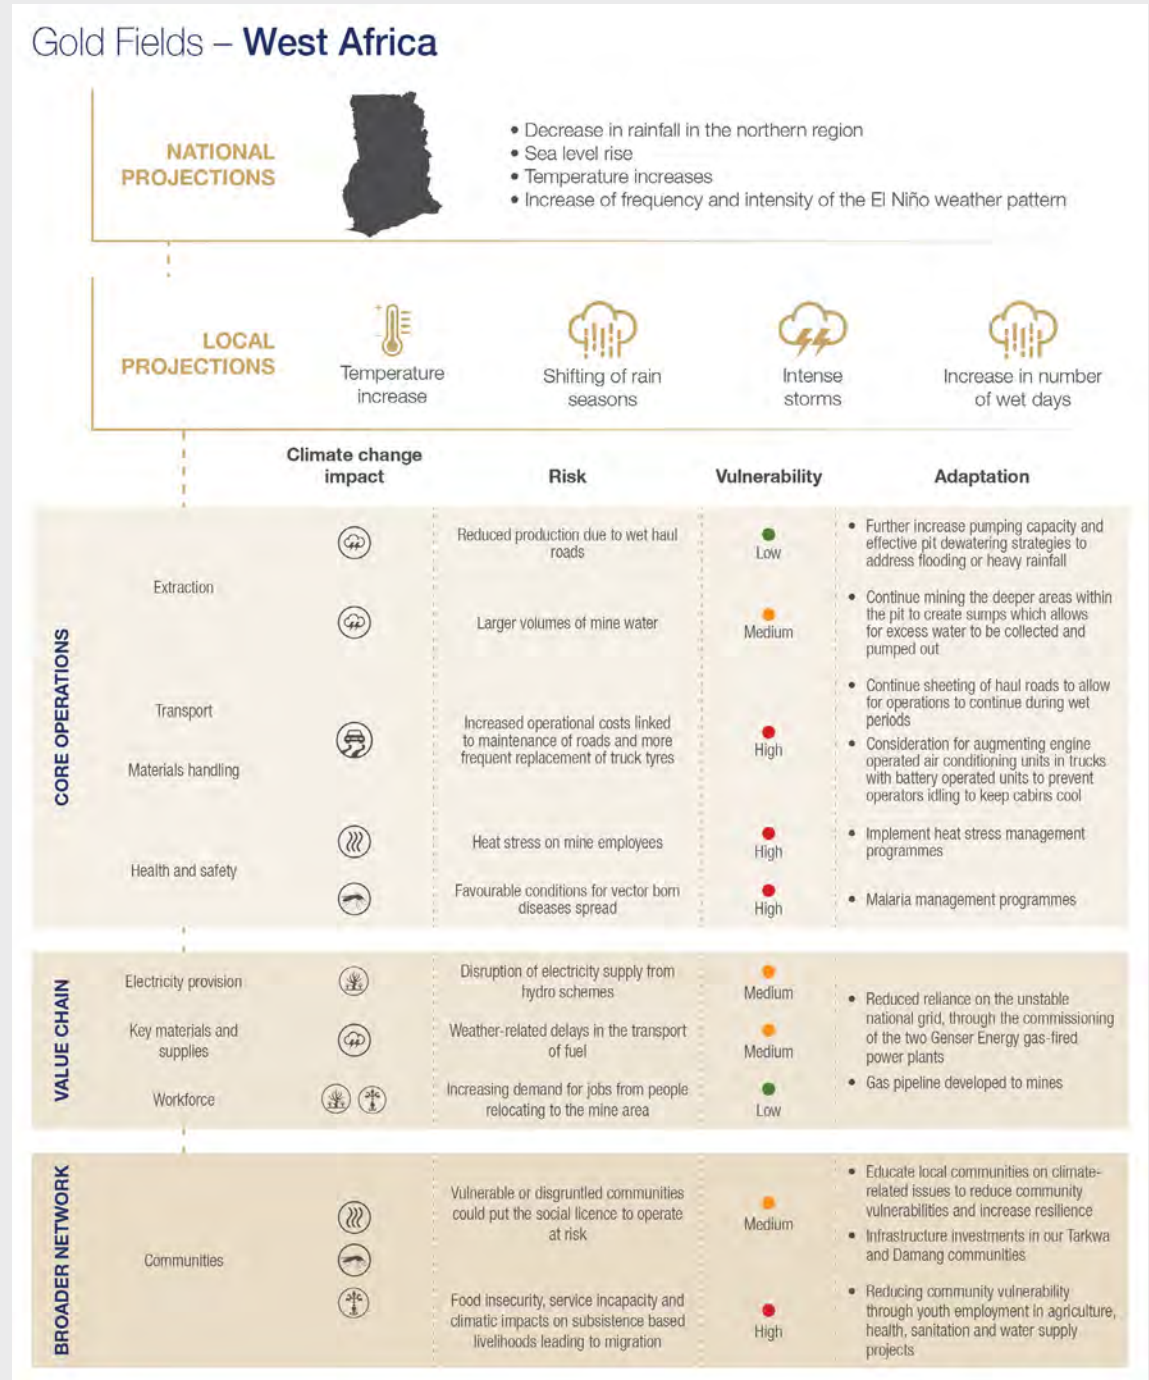 Gold Fields – West Africa
NATIONAL
PROJECTIONS
• Decrease in rainfall in the northern region
• Sea level rise
• Temperature increases
• Increase of frequency and intensity of the El Niño weather pattern
LOCAL
PROJECTIONS
Temperature
increase
Shifting of rain
seasons
Intense
storms
Increase in number
of wet days
Climate change
impact
Risk
Vulnerability
Adaptation
CORE OPERATIONS
Extraction
Reduced production due to wet haul
roads
Low
• Further increase pumping capacity and
effective pit dewatering strategies to
address flooding or heavy rainfall
Larger volumes of mine water
Medium
• Continue mining the deeper areas within
the pit to create sumps which allows
for excess water to be collected and
pumped out
Transport
Materials handling
Increased operational costs linked
to maintenance of roads and more
frequent replacement of truck tyres
High
• Continue sheeting of haul roads to allow
for operations to continue during wet
periods
• Consideration for augmenting engine
operated air conditioning units in trucks
with battery operated units to prevent
operators idling to keep cabins cool
Health and safety
Heat stress on mine employees
High
• Implement heat stress management
programmes
Favourable conditions for vector born
diseases spread
High
• Malaria management programmes
VALUE CHAIN
Electricity provision
Disruption of electricity supply from
hydro schemes
Medium
Key materials and
supplies
Weather-related delays in the transport
of fuel
Medium
Workforce
Increasing demand for jobs from people
relocating to the mine area
Low
• Reduced reliance on the unstable
national grid, through the commissioning
of the two Genser Energy gas-fired
power plants
• Gas pipeline developed to mines
BROADER NETWORK
Communities
Vulnerable or disgruntled communities
could put the social licence to operate
at risk
Medium
• Educate local communities on climate-
related issues to reduce community
vulnerabilities and increase resilience
• Infrastructure investments in our Tarkwa
and Damang communities
Food insecurity, service incapacity and
climatic impacts on subsistence based
livelihoods leading to migration
High
• Reducing community vulnerability
through youth employment in agriculture,
health, sanitation and water supply
projects